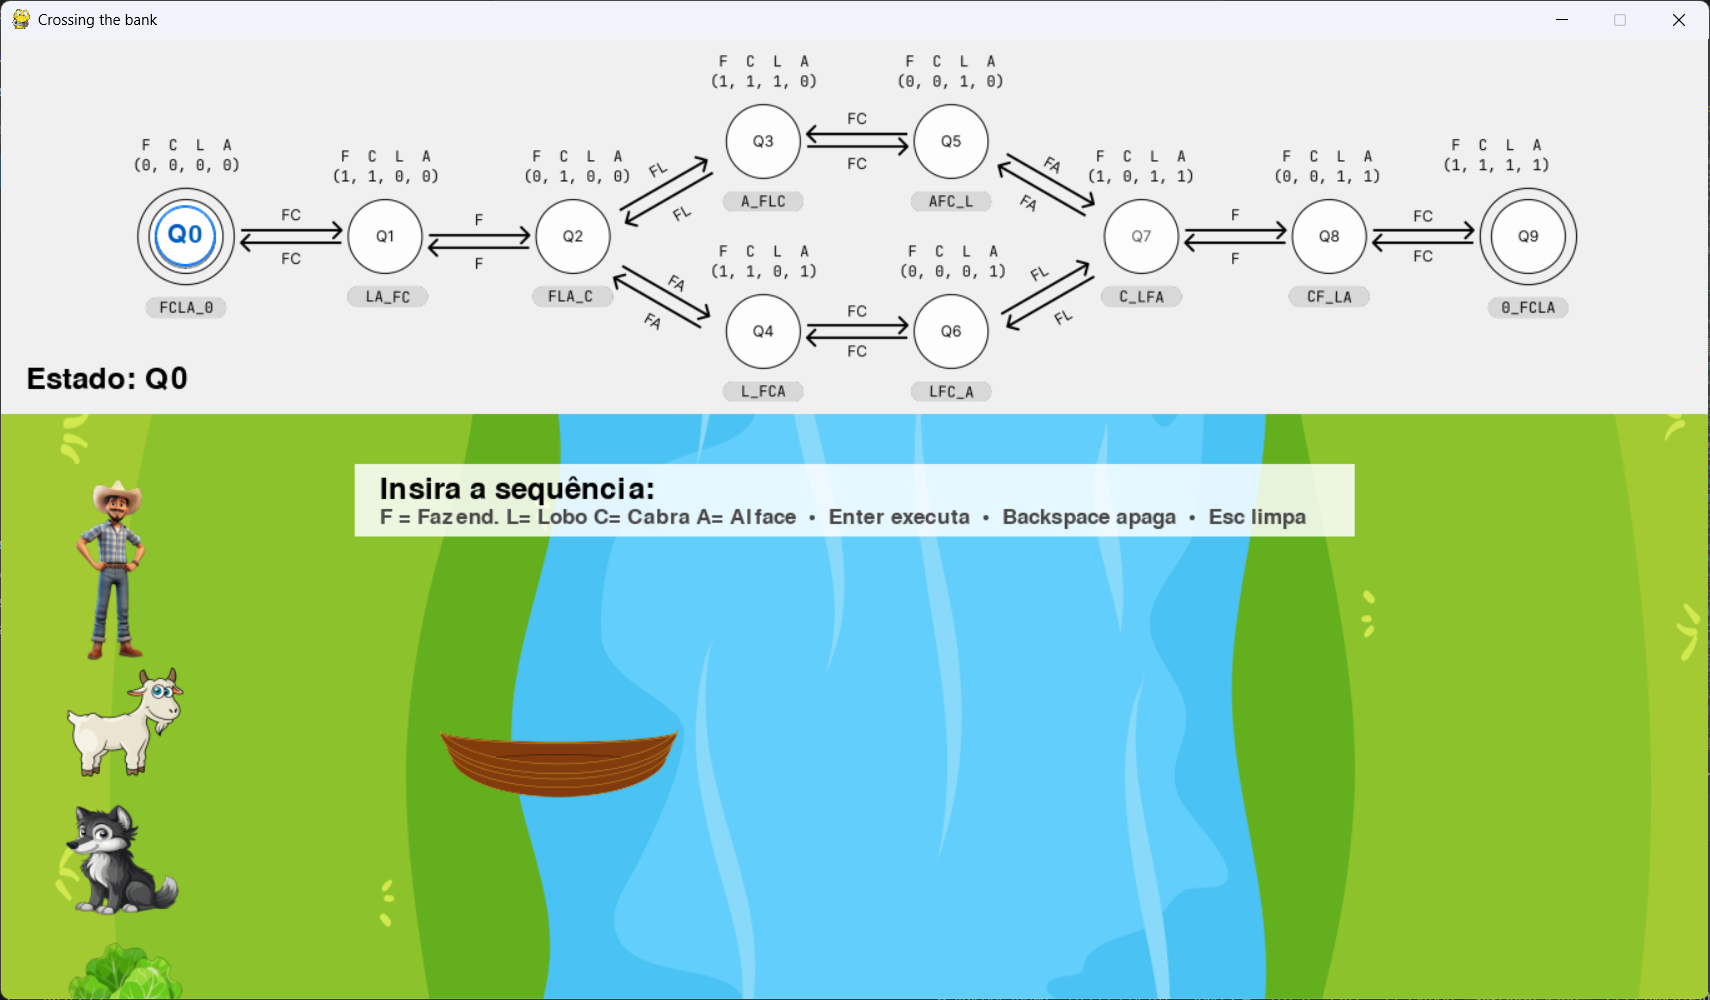 Crossing the bank
F C L A
(1, 1, 1, 0)
F C L A
(0, 0, 1, 0)
F C L A
(0, 0, 0, 0)
F C L A
(1, 1, 0, 0)
F C L A
(0, 1, 0, 0)
F C L A
(1, 0, 1, 1)
F C L A
(0, 0, 1, 1)
F C L A
(1, 1, 1, 1)
Q3
FC
FC
Q5
A_FLC
AFC_L
FL
FL
FA
FA
Q0
FC
FC
Q1
F
F
Q2
Q7
F
F
Q8
FC
FC
Q9
FCLA_0
LA_FC
FLA_C
C_LFA
CF_LA
0_FCLA
F C L A
(1, 1, 0, 1)
F C L A
(0, 0, 0, 1)
FA
FA
FL
FL
Q4
FC
FC
Q6
L_FCA
LFC_A
Estado: Q0
Insira a sequência:
F = Fazend. L= Lobo C= Cabra A= Alface • Enter executa • Backspace apaga • Esc limpa